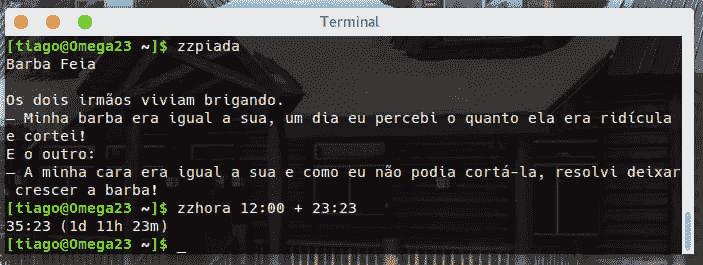 Terminal
[tiago@Omega23 ~]$ zzpiada
Barba Feia
Os dois irmãos viviam brigando.
— Minha barba era igual a sua, um dia eu percebi o quanto ela era ridícula
e cortei!
E o outro:
— A minha cara era igual a sua e como eu não podia cortá-la, resolvi deixar
crescer a barba!
[tiago@Omega23 ~]$ zzhora 12:00 + 23:23
35:23 (1d 11h 23m)
[tiago@Omega23 ~]$ _